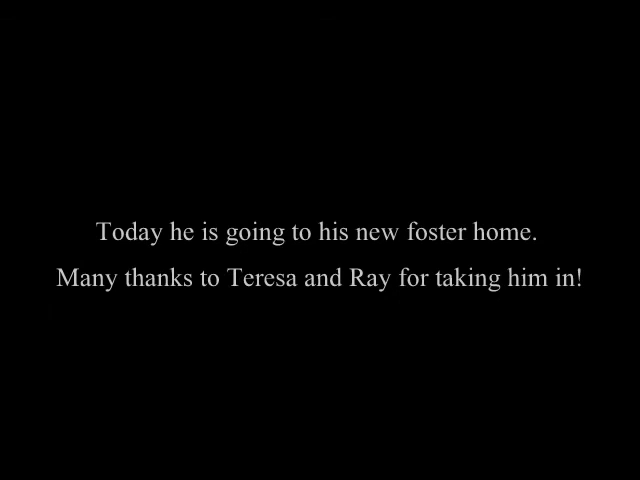 Today he is going to his new foster home.
Many thanks to Teresa and Ray for taking him in!